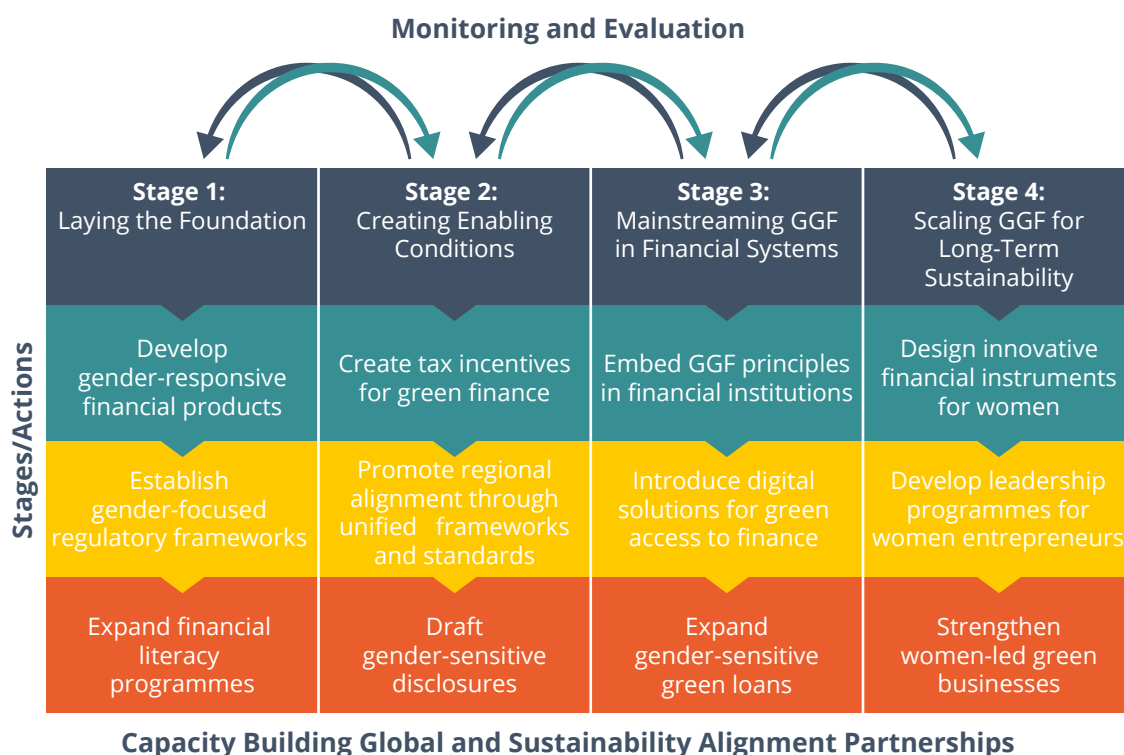 Monitoring and Evaluation
Stage 1:
Laying the Foundation
Stage 2:
Creating Enabling
Conditions
Stage 3:
Mainstreaming GGF
in Financial Systems
Stage 4:
Scaling GGF for
Long-Term
Sustainability
Stages/Actions
Develop
gender-responsive
financial products
Create tax incentives
for green finance
Embed GGF principles
in financial institutions
Design innovative
financial instruments
for women
Establish
gender-focused
regulatory frameworks
Promote regional
alignment through
unified frameworks
and standards
Introduce digital
solutions for green
access to finance
Develop leadership
programmes for
women entrepreneurs
Expand financial
literacy
programmes
Draft
gender-sensitive
disclosures
Expand
gender-sensitive
green loans
Strengthen
women-led green
businesses
Capacity Building Global and Sustainability Alignment Partnerships